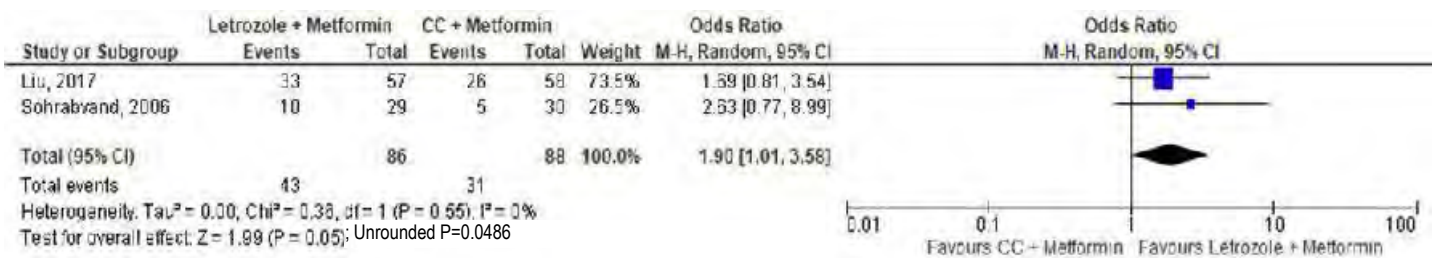 Letrozole + Metformin CC + Metformin Odds Ratio Odds Ratio
Study or Subgroup Events Total Events Total Weight M-H, Random, 95% CI M-H, Random, 95% CI
Liu, 2017 33 57 26 58 73.5% 1.69 [0.81, 3.54]
Sohrabvand, 2006 10 29 5 30 26.5% 2.63 [0.77, 8.99]
Total (95% CI) 86 88 100.0% 1.90 [1.01, 3.58]
Total events 43 31
Heterogeneity: Tau² = 0.00; Chi² = 0.36, df = 1 (P = 0.55); I² = 0%
Test for overall effect: Z = 1.99 (P = 0.05); Unrounded P=0.0486
0.01 0.1 1 10 100
Favours CC + Metformin Favours Letrozole + Metformin